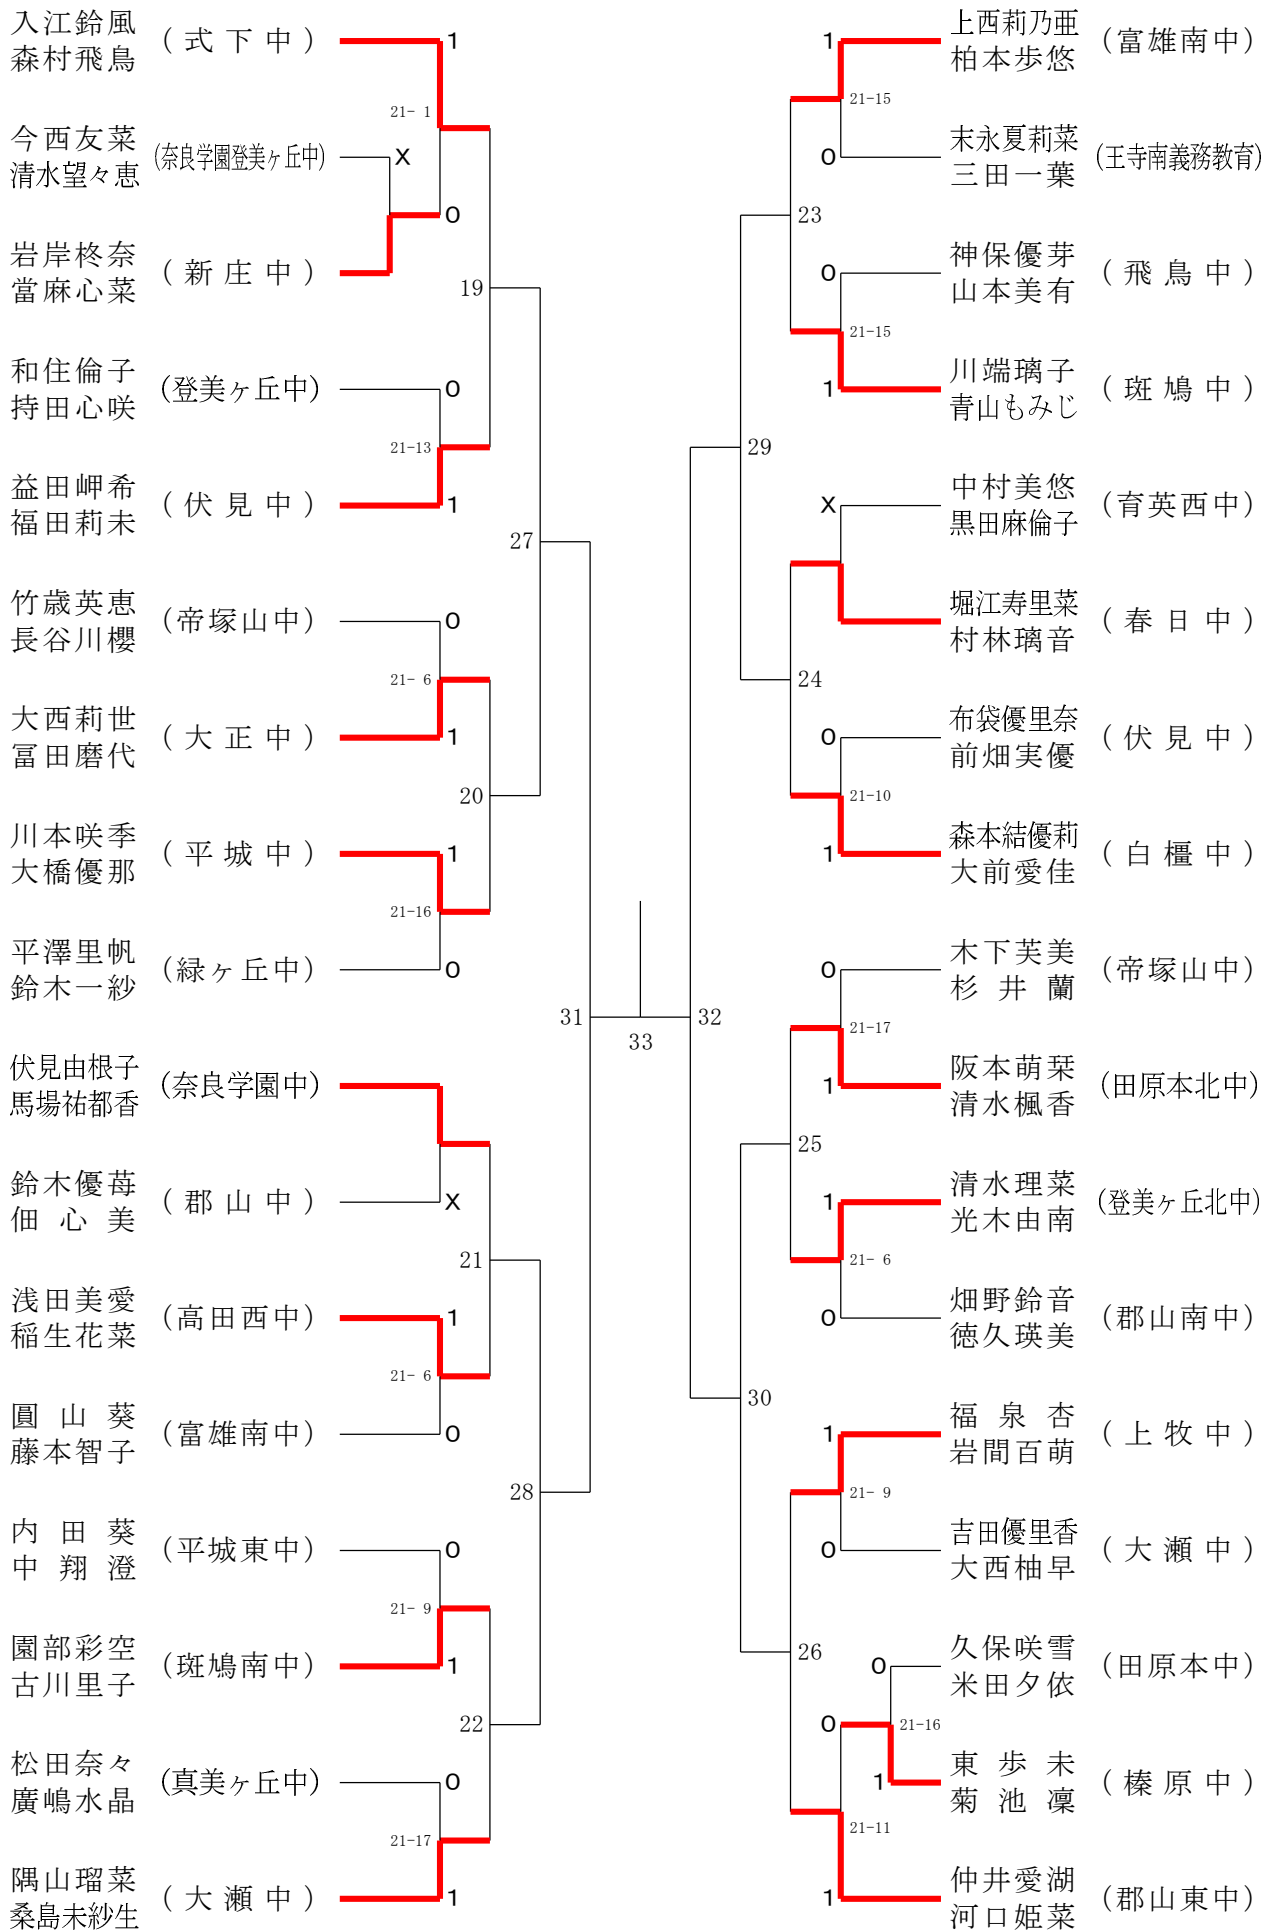 入江鈴風
森村飛鳥
(式下中)
1
21- 1
今西友菜
清水望々恵
(奈良学園登美ヶ丘中)
X
0
岩岸柊奈
當麻心菜
(新庄中)
19
和住倫子
持田心咲
(登美ヶ丘中)
0
21-13
益田岬希
福田莉未
(伏見中)
1
27
竹歳英恵
長谷川櫻
(帝塚山中)
0
21- 6
大西莉世
冨田磨代
(大正中)
1
20
川本咲季
大橋優那
(平城中)
1
21-16
平澤里帆
鈴木一紗
(緑ヶ丘中)
0
31
33
伏見由根子
馬場祐都香
(奈良学園中)
鈴木優苺
佃心美
(郡山中)
X
21
浅田美愛
稲生花菜
(高田西中)
1
21- 6
圓山葵
藤本智子
(富雄南中)
0
28
内田葵
中翔澄
(平城東中)
0
21- 9
園部彩空
古川里子
(斑鳩南中)
1
22
松田奈々
廣嶋水晶
(真美ヶ丘中)
0
21-17
隅山瑠菜
桑島未紗生
(大瀬中)
1
上西莉乃亜
柏本歩悠
(富雄南中)
1
21-15
末永夏莉菜
三田一葉
(王寺南義務教育)
0
23
神保優芽
山本美有
(飛鳥中)
0
21-15
川端璃子
青山もみじ
(斑鳩中)
1
29
中村美悠
黒田麻倫子
(育英西中)
X
堀江寿里菜
村林璃音
(春日中)
24
布袋優里奈
前畑実優
(伏見中)
0
21-10
森本結優莉
大前愛佳
(白橿中)
1
木下芙美
杉井蘭
(帝塚山中)
0
32
21-17
阪本萌栞
清水楓香
(田原本北中)
1
25
清水理菜
光木由南
(登美ヶ丘北中)
1
21- 6
畑野鈴音
徳久瑛美
(郡山南中)
0
30
福泉杏
岩間百萌
(上牧中)
1
21- 9
吉田優里香
大西柚早
(大瀬中)
0
26
久保咲雪
米田夕依
(田原本中)
0
0
21-16
東歩未
菊池凜
(榛原中)
1
21-11
仲井愛湖
河口姫菜
(郡山東中)
1